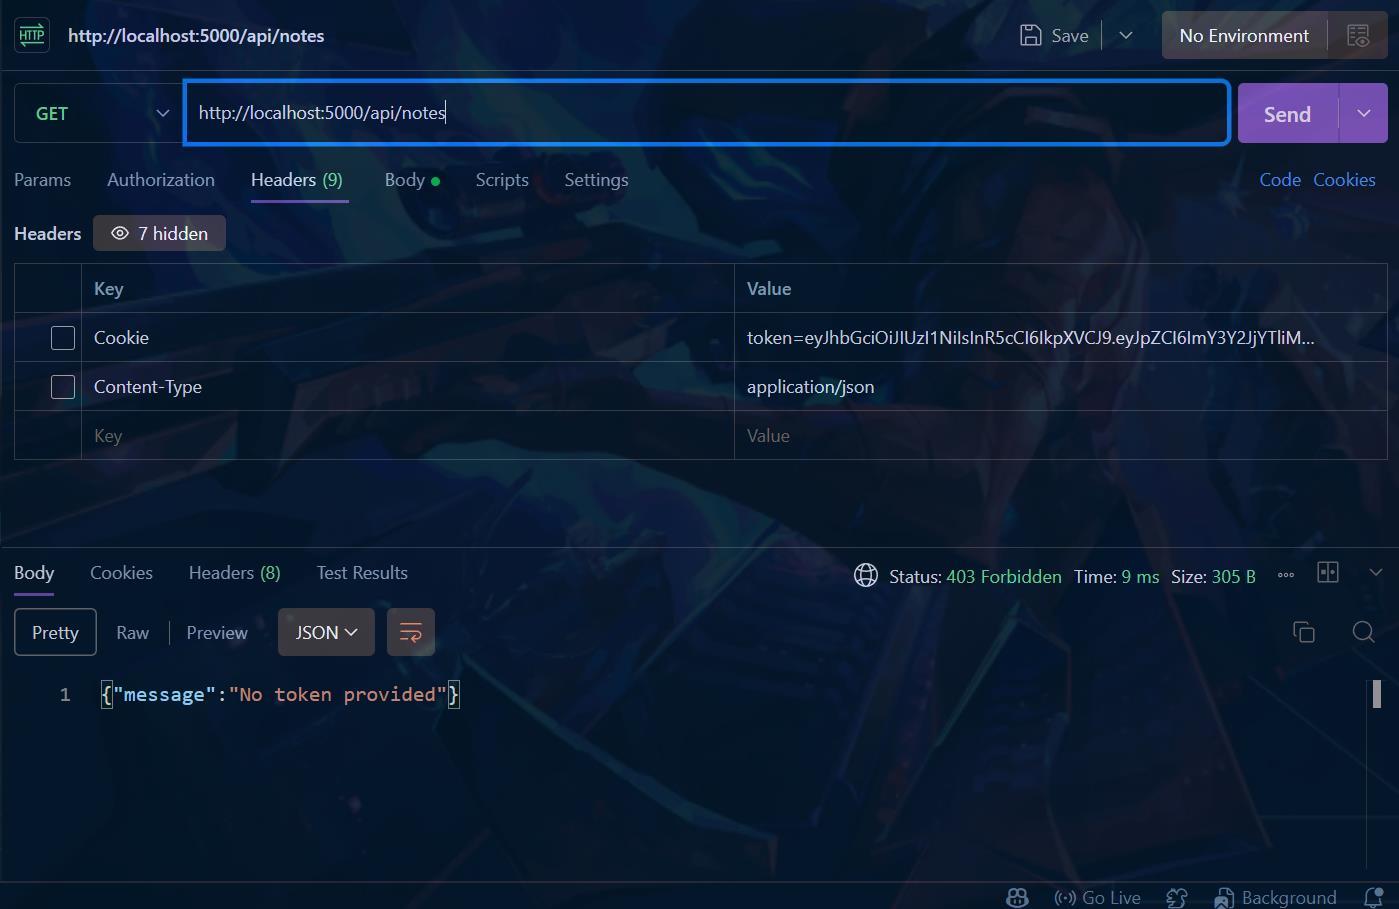 HTTP http://localhost:5000/api/notes Save No Environment
GET http://localhost:5000/api/notes Send
Params Authorization Headers (9) Body Scripts Settings Code Cookies
Headers 7 hidden
Key Value
Cookie token=eyJhbGciOiJIUzI1NiIsInR5cCI6IkpXVCJ9.eyJpZCI6ImY3Y2JjYTliM...
Content-Type application/json
Key Value
Body Cookies Headers (8) Test Results Status: 403 Forbidden Time: 9 ms Size: 305 B
Pretty Raw Preview JSON
1 {"message":"No token provided"}
Go Live Background